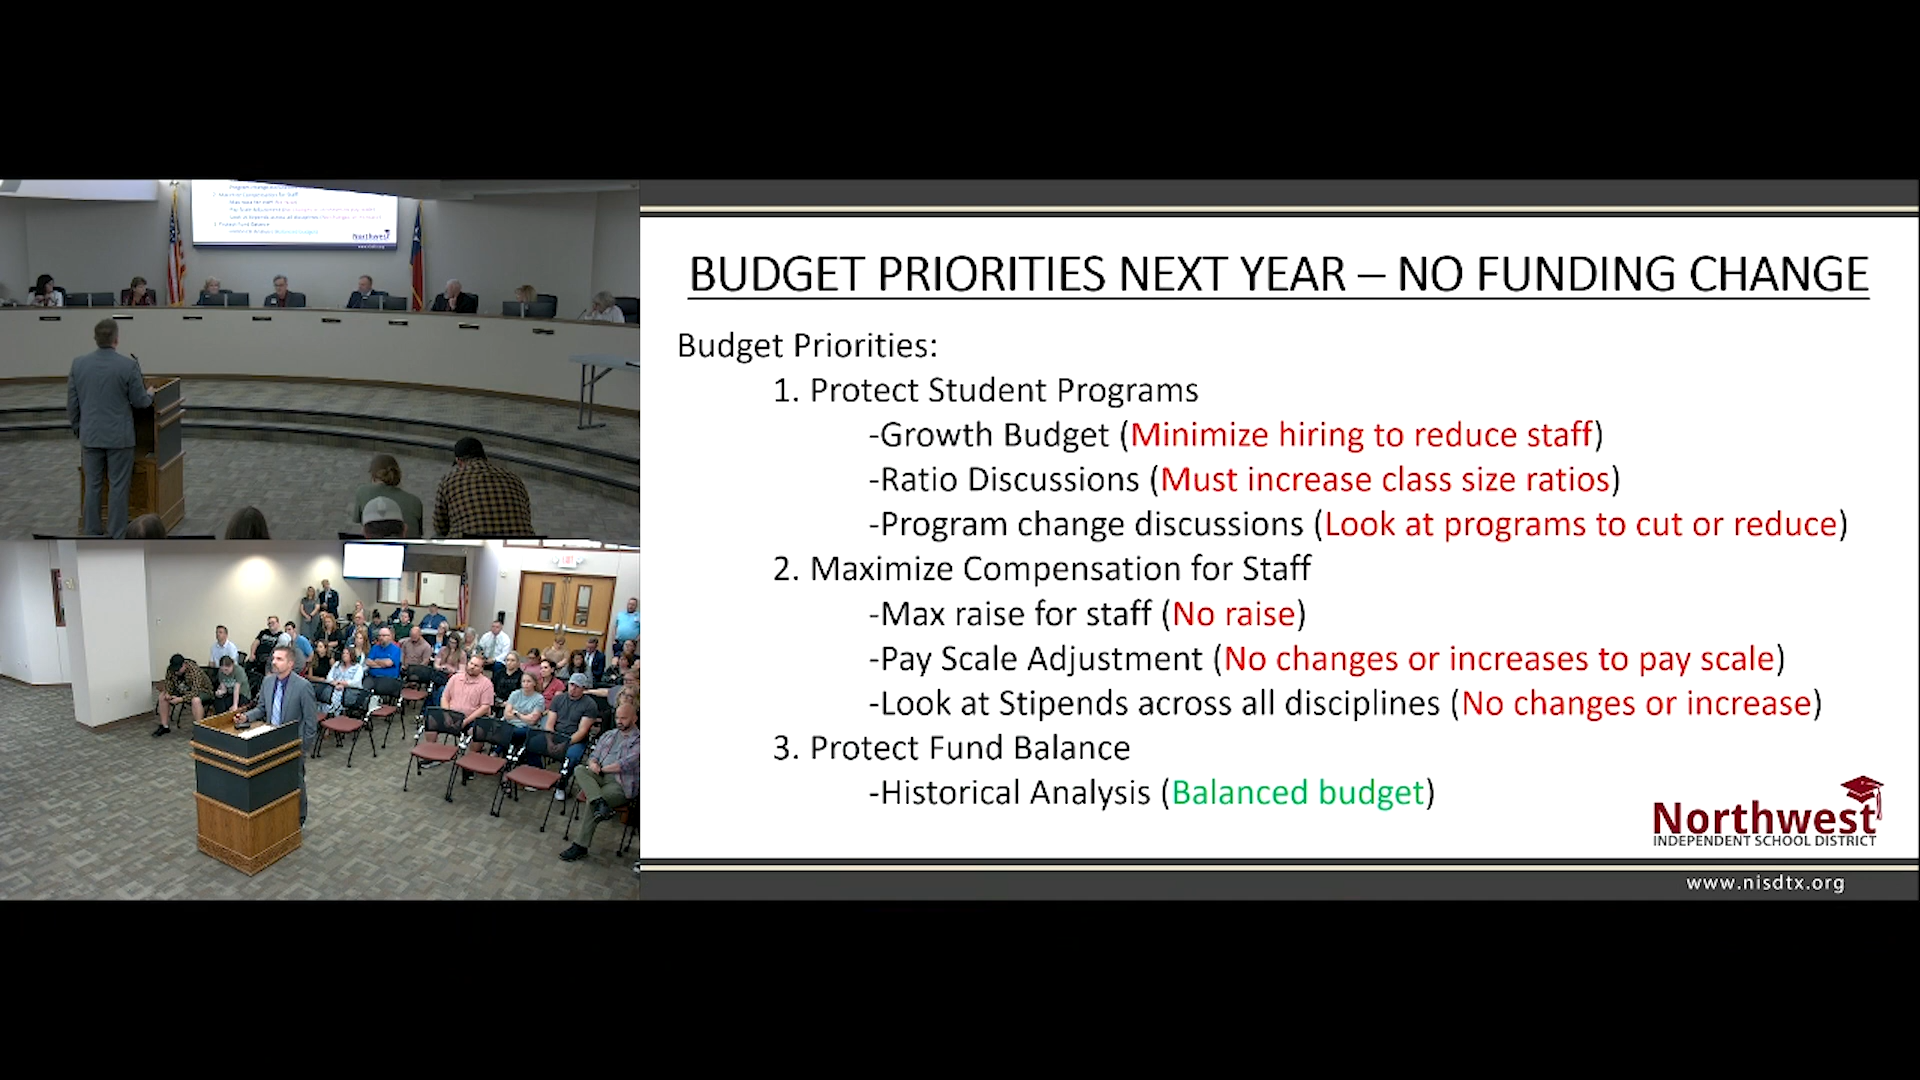 BUDGET PRIORITIES NEXT YEAR – NO FUNDING CHANGE
Budget Priorities:
1. Protect Student Programs
-Growth Budget (Minimize hiring to reduce staff)
-Ratio Discussions (Must increase class size ratios)
-Program change discussions (Look at programs to cut or reduce)
2. Maximize Compensation for Staff
-Max raise for staff (No raise)
-Pay Scale Adjustment (No changes or increases to pay scale)
-Look at Stipends across all disciplines (No changes or increase)
3. Protect Fund Balance
-Historical Analysis (Balanced budget)
Northwest
INDEPENDENT SCHOOL DISTRICT
www.nisdtx.org
Northwest
EXIT